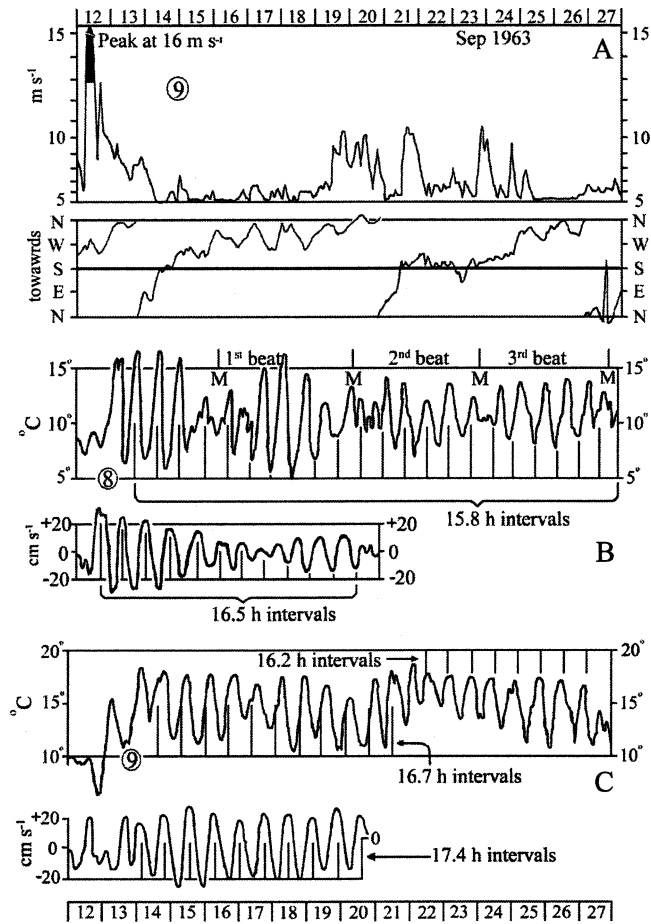 12 13 14 15 16 17 18 19 20 21 22 23 24 25 26 27
15 Peak at 16 m s-1 Sep 1963 A 15
m s-1
⑨
10 10
5 5
N N
W W
towawrds S S
E E
N N
15° 1st beat 2nd beat 3rd beat 15°
M M M M
°C 10° 10°
5° ⑧ 5°
15.8 h intervals
+20 +20
cm s-1 0 0 B
-20 -20
16.5 h intervals
20° 16.2 h intervals 20°
°C 15° 15°
10° ⑨ 10°
16.7 h intervals C
+20
cm s-1 0 0
-20 17.4 h intervals
12 13 14 15 16 17 18 19 20 21 22 23 24 25 26 27